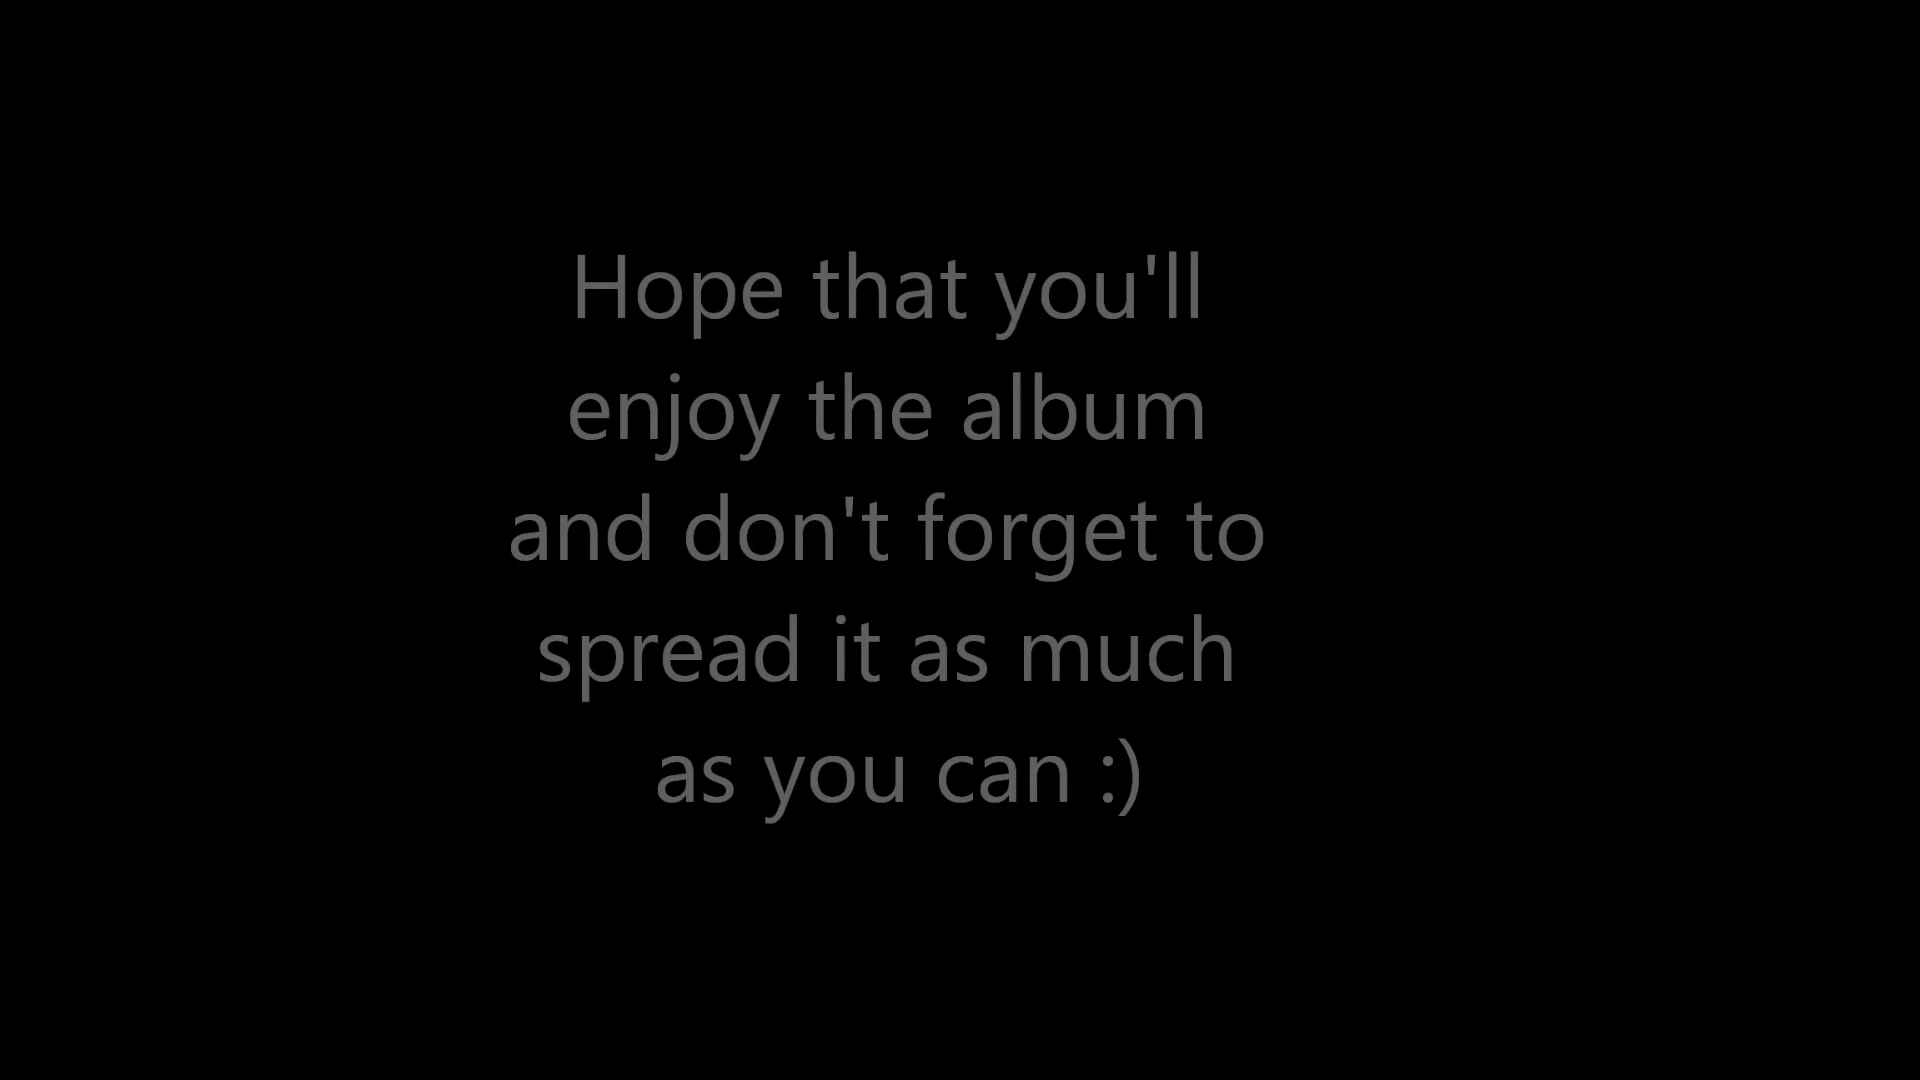 Hope that you'll
enjoy the album
and don't forget to
spread it as much
as you can :)